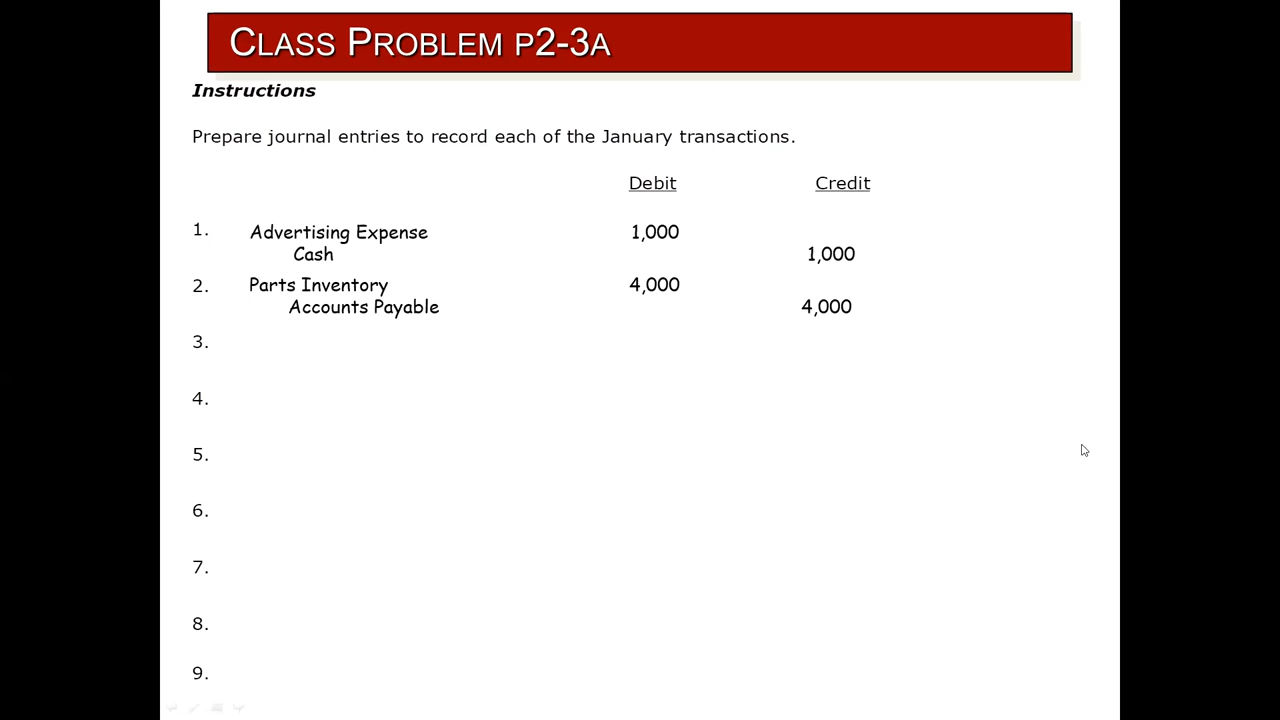 CLASS PROBLEM P2-3A
Instructions
Prepare journal entries to record each of the January transactions.
Debit Credit
1. Advertising Expense 1,000
Cash 1,000
2. Parts Inventory 4,000
Accounts Payable 4,000
3.
4.
5.
6.
7.
8.
9.